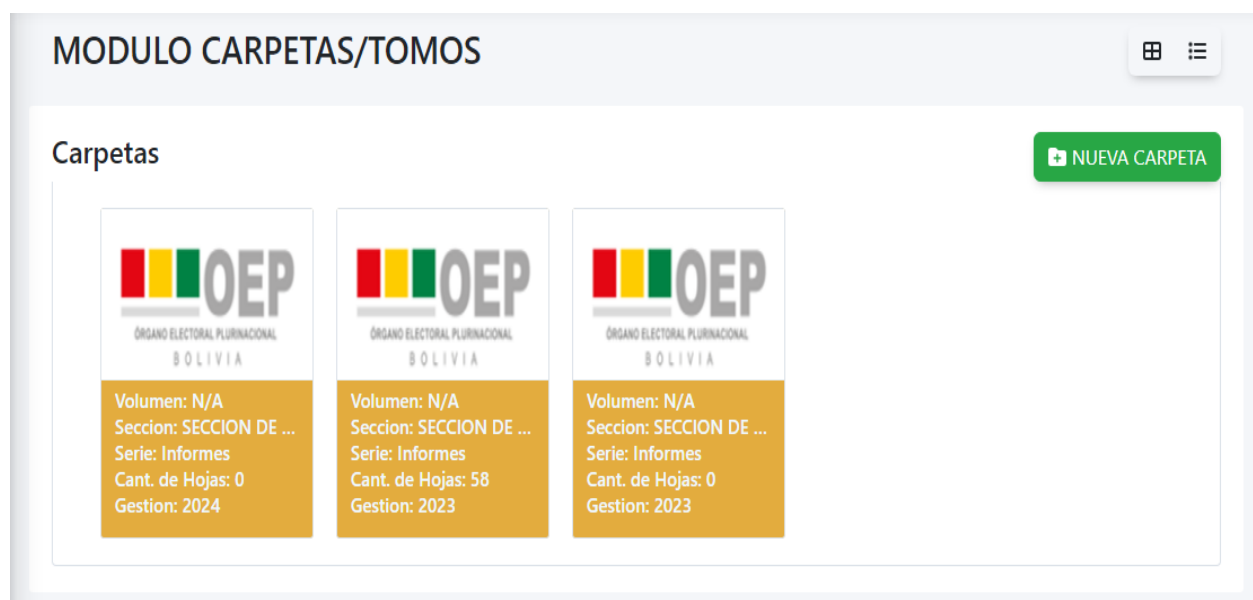 MODULO CARPETAS/TOMOS
Carpetas
NUEVA CARPETA
OEP
ÓRGANO ELECTORAL PLURINACIONAL
BOLIVIA
Volumen: N/A
Seccion: SECCION DE ...
Serie: Informes
Cant. de Hojas: 0
Gestion: 2024
OEP
ÓRGANO ELECTORAL PLURINACIONAL
BOLIVIA
Volumen: N/A
Seccion: SECCION DE ...
Serie: Informes
Cant. de Hojas: 58
Gestion: 2023
OEP
ÓRGANO ELECTORAL PLURINACIONAL
BOLIVIA
Volumen: N/A
Seccion: SECCION DE ...
Serie: Informes
Cant. de Hojas: 0
Gestion: 2023